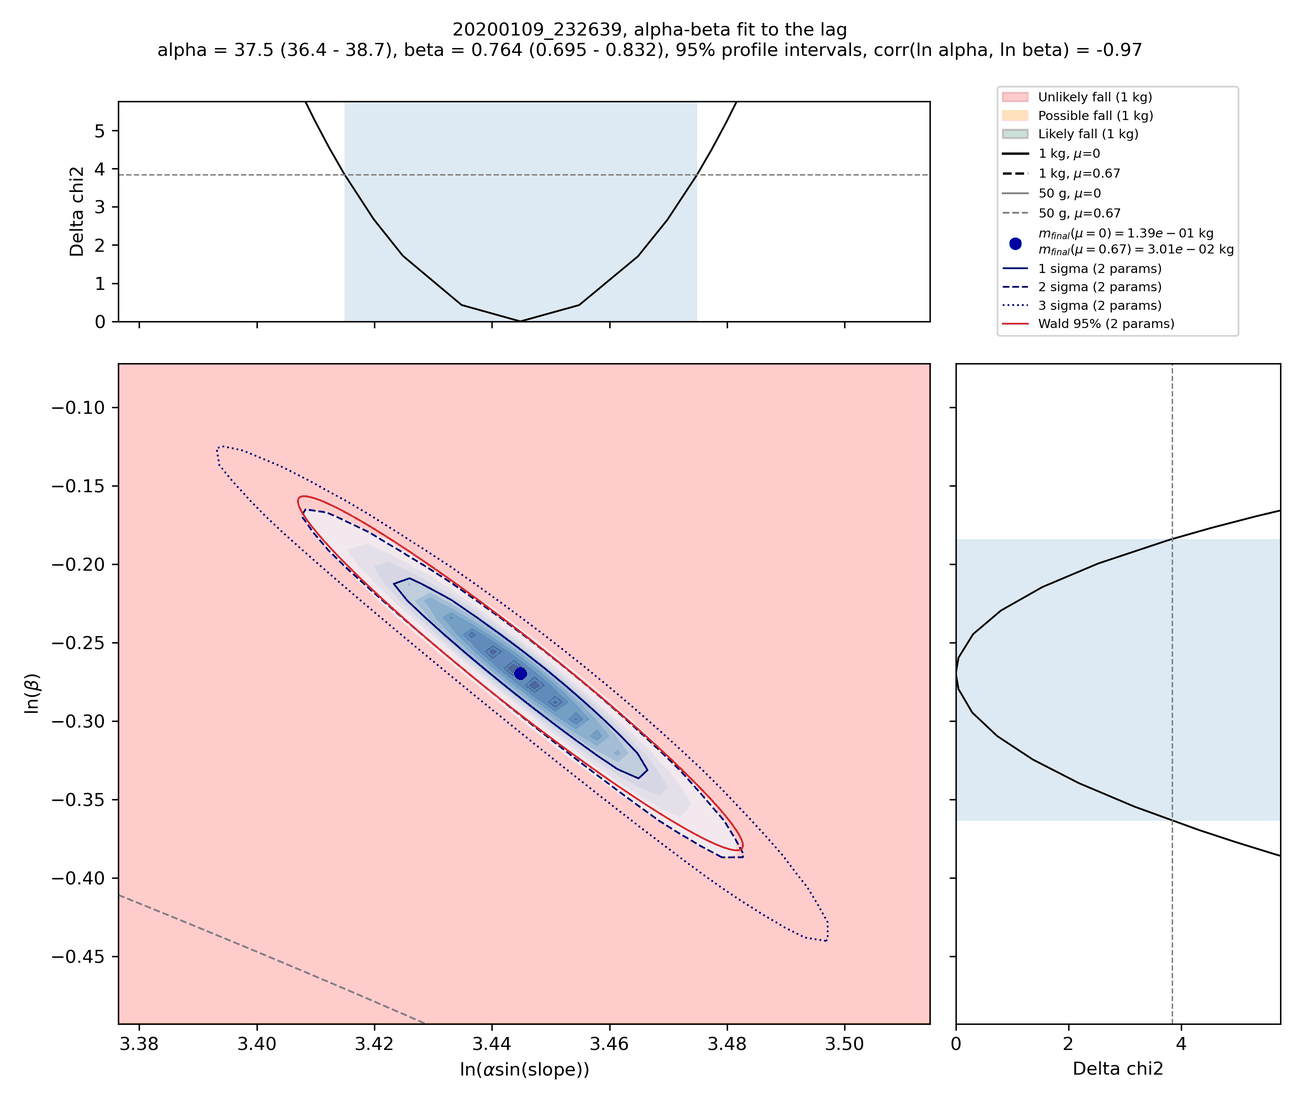 20200109_232639, alpha-beta fit to the lag
alpha = 37.5 (36.4 - 38.7), beta = 0.764 (0.695 - 0.832), 95% profile intervals, corr(ln alpha, ln beta) = -0.97
Delta chi2
5
4
3
2
1
0
Unlikely fall (1 kg)
Possible fall (1 kg)
Likely fall (1 kg)
1 kg, μ=0
1 kg, μ=0.67
50 g, μ=0
50 g, μ=0.67
m_final(μ = 0) = 1.39e − 01 kg
m_final(μ = 0.67) = 3.01e − 02 kg
1 sigma (2 params)
2 sigma (2 params)
3 sigma (2 params)
Wald 95% (2 params)
ln(β)
−0.10
−0.15
−0.20
−0.25
−0.30
−0.35
−0.40
−0.45
3.38 3.40 3.42 3.44 3.46 3.48 3.50
ln(αsin(slope))
0 2 4
Delta chi2